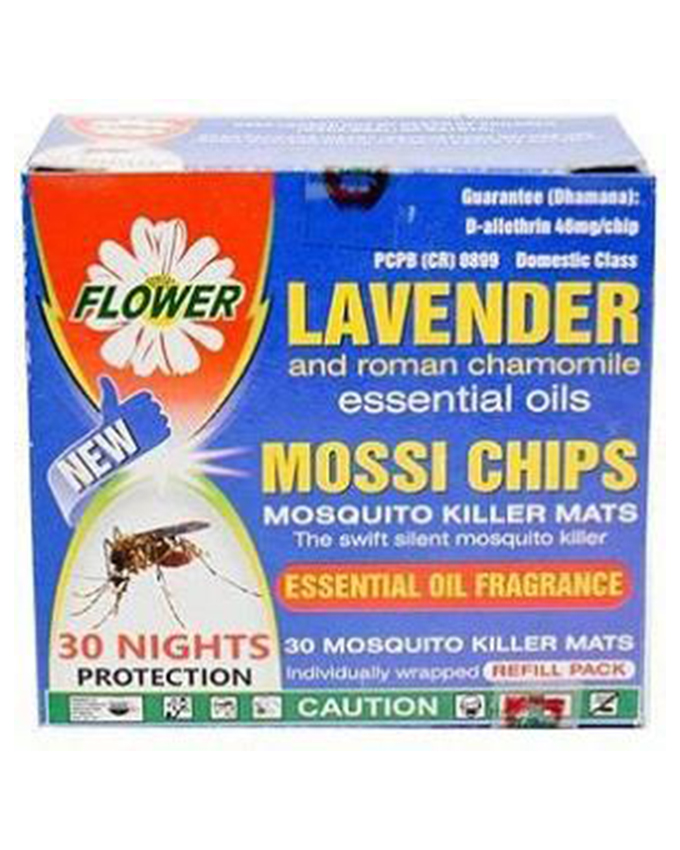 Guarantee (Dhamana):
D-allethrin 46mg/chip
PCPB (CR) 0899 Domestic Class
FLOWER
LAVENDER
and roman chamomile
essential oils
NEW
MOSSI CHIPS
MOSQUITO KILLER MATS
The swift silent mosquito killer
ESSENTIAL OIL FRAGRANCE
30 NIGHTS
PROTECTION
30 MOSQUITO KILLER MATS
Individually wrapped REFILL PACK
CAUTION